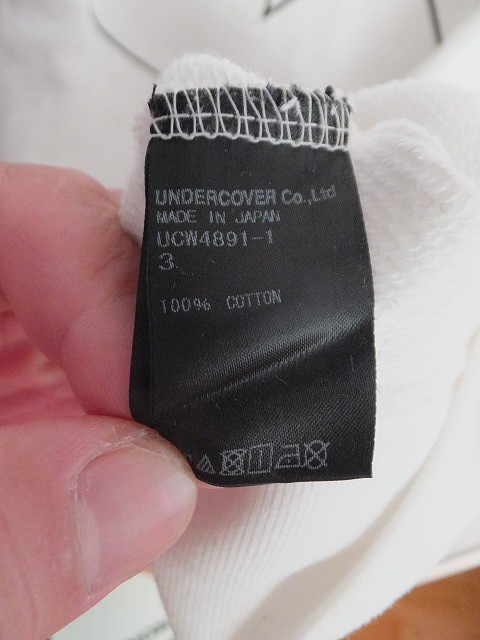 UNDERCOVER Co.,Ltd
MADE IN JAPAN
UCW4891-1
3
100% COTTON